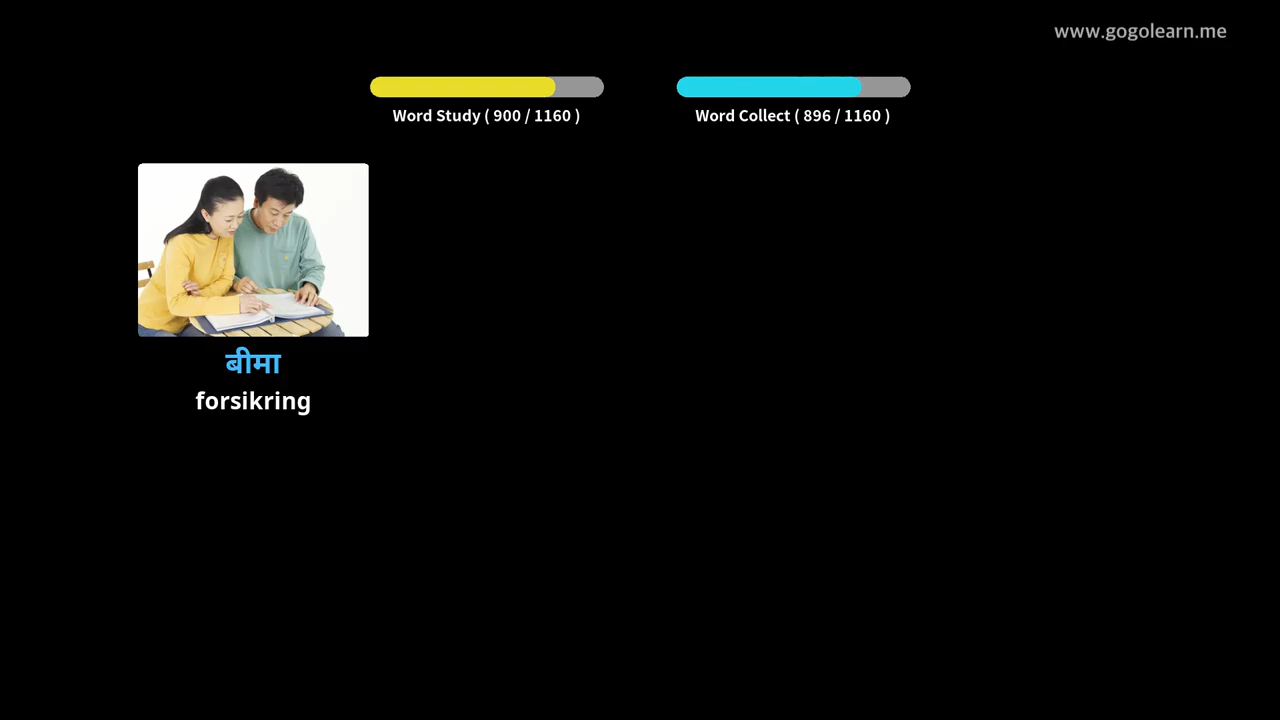 www.gogolearn.me
Word Study ( 900 / 1160 )
Word Collect ( 896 / 1160 )
बीमा
forsikring